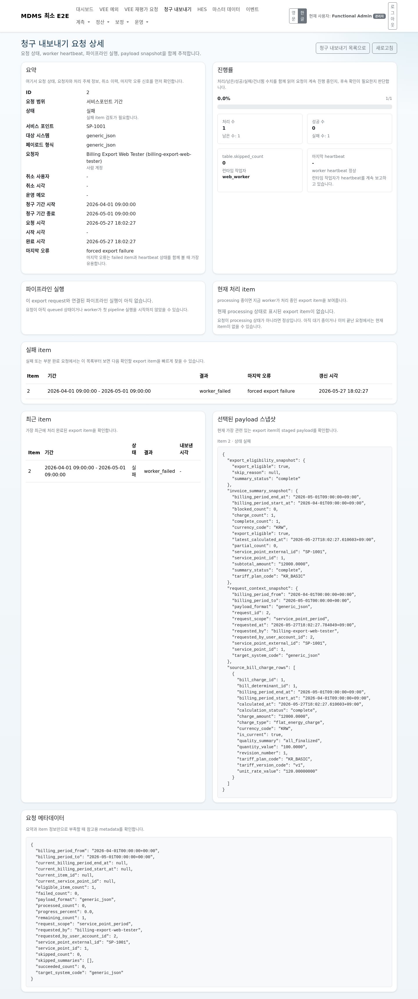 MDMS 최소 E2E
대시보드 VEE 예외 VEE 재평가 요청 청구 내보내기 HES 마스터 데이터 이벤트
계측 정산 보정 운영
영문
한글
현재 사용자: Functional Admin 관리자
로그아웃
청구 내보내기 요청 상세
요청 상태, worker heartbeat, 파이프라인 실행, payload snapshot을 함께 추적합니다.
청구 내보내기 목록으로
새로고침
요약
여기서 요청 상태, 요청자와 처리 주체 정보, 취소 이력, 마지막 오류 신호를 먼저 확인합니다.
ID 2
요청 범위 서비스포인트 기간
상태 실패
실패 item 검토가 필요합니다.
서비스 포인트 SP-1001
대상 시스템 generic_json
페이로드 형식 generic_json
요청자 Billing Export Web Tester (billing-export-web-
tester)
사람 계정
취소 사용자 -
취소 시각 -
운영 메모 -
청구 기간 시작 2026-04-01 09:00:00
청구 기간 종료 2026-05-01 09:00:00
요청 시각 2026-05-27 18:02:27
시작 시각 -
완료 시각 2026-05-27 18:02:27
마지막 오류 forced export failure
마지막 오류는 failed item과 heartbeat 상태를 함께 볼 때 가장
유용합니다.
진행률
처리/남은/성공/실패/건너뜀 수치를 함께 읽어 요청이 계속 진행 중인지, 후속 확인이 필요한지 판단합
니다.
0.0% 1/1
처리 수
1
남은 수: 1
성공 수
0
실패 수: 1
table.skipped_count
0
런타임 작업자
web_worker
마지막 heartbeat
-
worker heartbeat 정상
런타임 작업자가 heartbeat를 계속 보고하
고 있습니다.
파이프라인 실행
이 export request와 연결된 파이프라인 실행이 아직 없습니다.
요청이 아직 queued 상태이거나 worker가 첫 pipeline 실행을 시작하지 않았을 수 있습니다.
현재 처리 item
processing 중이면 지금 worker가 처리 중인 export item을 보여줍니다.
현재 processing 상태로 표시된 export item이 없습니다.
요청이 processing 상태가 아니라면 정상입니다. 아직 대기 중이거나 이미 끝난 요청에서는 현재
item이 없을 수 있습니다.
실패 item
실패 또는 부분 완료 요청에서는 이 목록부터 보면 다음 확인할 export item을 빠르게 찾을 수 있습니다.
Item 기간 결과 마지막 오류 갱신 시각
2 2026-04-01 09:00:00 - 2026-05-01 09:00:00 worker_failed forced export failure 2026-05-27 18:02:27
최근 item
가장 최근에 처리 완료된 export item을 확인합니다.
Item 기간 상태 결과 내보낸 시각
2 2026-04-01 09:00:00 - 2026-05-01 09:00:00 실패 worker_failed -
선택된 payload 스냅샷
현재 가장 관련 있는 export item의 staged payload를 확인합니다.
Item 2 · 상태 실패
{
"export_eligibility_snapshot": {
"export_eligible": true,
"skip_reason": null,
"summary_status": "complete"
},
"invoice_summary_snapshot": {
"billing_period_end_at": "2026-05-01T09:00:00+09:00",
"billing_period_start_at": "2026-04-01T09:00:00+09:00",
"blocked_count": 0,
"charge_count": 1,
"complete_count": 1,
"currency_code": "KRW",
"export_eligible": true,
"latest_calculated_at": "2026-05-27T18:02:27.610603+09:00",
"partial_count": 0,
"service_point_external_id": "SP-1001",
"service_point_id": 1,
"subtotal_amount": "12000.0000",
"summary_status": "complete",
"tariff_plan_code": "KR_BASIC"
},
"request_context_snapshot": {
"billing_period_from": "2026-04-01T00:00:00+00:00",
"billing_period_to": "2026-05-01T00:00:00+00:00",
"payload_format": "generic_json",
"request_id": 2,
"request_scope": "service_point_period",
"requested_at": "2026-05-27T18:02:27.784049+09:00",
"requested_by": "billing-export-web-tester",
"requested_by_user_account_id": 2,
"service_point_external_id": "SP-1001",
"service_point_id": 1,
"target_system_code": "generic_json"
},
"source_bill_charge_rows": [
{
"bill_charge_id": 1,
"bill_determinant_id": 1,
"billing_period_end_at": "2026-05-01T09:00:00+09:00",
"billing_period_start_at": "2026-04-01T09:00:00+09:00",
"calculated_at": "2026-05-27T18:02:27.610603+09:00",
"calculation_status": "complete",
"charge_amount": "12000.0000",
"charge_type": "flat_energy_charge",
"currency_code": "KRW",
"is_current": true,
"quality_summary": "all_finalized",
"quantity_value": "100.0000",
"revision_number": 1,
"tariff_plan_code": "KR_BASIC",
"tariff_version_code": "v1",
"unit_rate_value": "120.00000000"
}
]
}
요청 메타데이터
요약과 item 정보만으로 부족할 때 참고용 metadata를 확인합니다.
{
"billing_period_from": "2026-04-01T00:00:00+00:00",
"billing_period_to": "2026-05-01T00:00:00+00:00",
"current_billing_period_end_at": null,
"current_billing_period_start_at": null,
"current_item_id": null,
"current_service_point_id": null,
"eligible_item_count": 1,
"failed_count": 0,
"payload_format": "generic_json",
"processed_count": 0,
"progress_percent": 0.0,
"remaining_count": 1,
"request_scope": "service_point_period",
"requested_by": "billing-export-web-tester",
"requested_by_user_account_id": 2,
"service_point_external_id": "SP-1001",
"service_point_id": 1,
"skipped_count": 0,
"skipped_summaries": [],
"succeeded_count": 0,
"target_system_code": "generic_json"
}